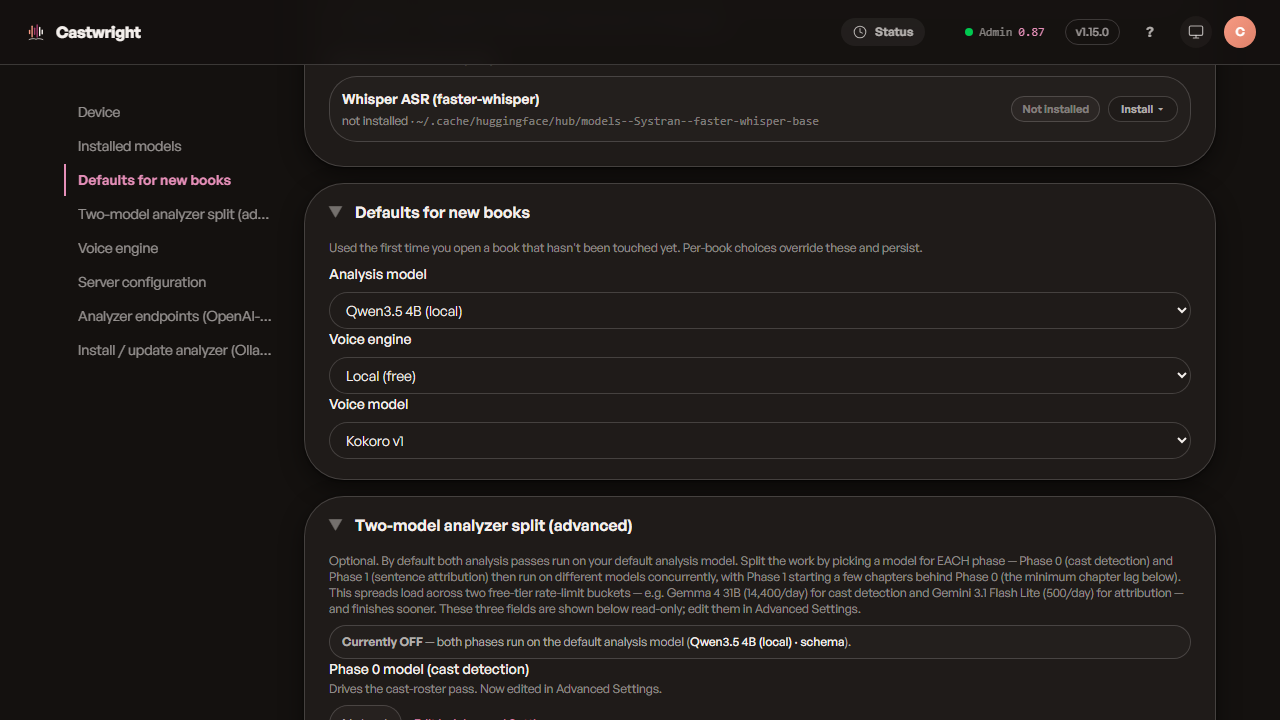 Castwright
Status
Admin 0.87
v1.15.0
?
C
Device
Installed models
Defaults for new books
Two-model analyzer split (ad...
Voice engine
Server configuration
Analyzer endpoints (OpenAI-...
Install / update analyzer (Olla...
Whisper ASR (faster-whisper)
not installed · ~/.cache/huggingface/hub/models--Systran--faster-whisper-base
Not installed
Install
Defaults for new books
Used the first time you open a book that hasn't been touched yet. Per-book choices override these and persist.
Analysis model
Qwen3.5 4B (local)
Voice engine
Local (free)
Voice model
Kokoro v1
Two-model analyzer split (advanced)
Optional. By default both analysis passes run on your default analysis model. Split the work by picking a model for EACH phase — Phase 0 (cast detection) and
Phase 1 (sentence attribution) then run on different models concurrently, with Phase 1 starting a few chapters behind Phase 0 (the minimum chapter lag below).
This spreads load across two free-tier rate-limit buckets — e.g. Gemma 4 31B (14,400/day) for cast detection and Gemini 3.1 Flash Lite (500/day) for attribution —
and finishes sooner. These three fields are shown below read-only; edit them in Advanced Settings.
Currently OFF — both phases run on the default analysis model (Qwen3.5 4B (local) · schema).
Phase 0 model (cast detection)
Drives the cast-roster pass. Now edited in Advanced Settings.